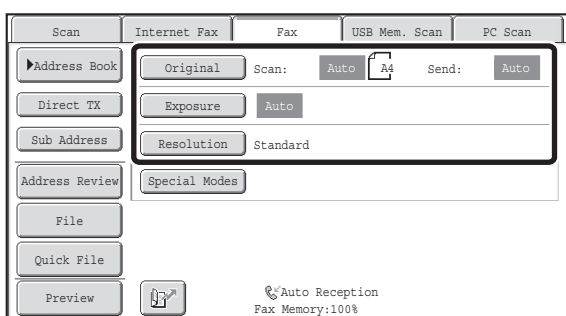 Scan Internet Fax Fax USB Mem. Scan PC Scan
Address Book Original Scan: Auto A4 Send: Auto
Direct TX Exposure Auto
Sub Address Resolution Standard
Address Review Special Modes
File
Quick File
Preview Auto Reception
Fax Memory:100%